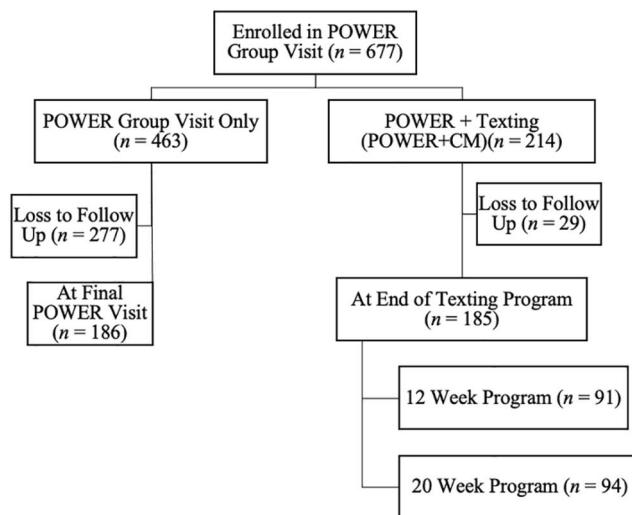 Enrolled in POWER
Group Visit (n = 677)
POWER Group Visit Only
(n = 463)
POWER + Texting
(POWER+CM)(n = 214)
Loss to Follow
Up (n = 277)
Loss to Follow
Up (n = 29)
At Final
POWER Visit
(n = 186)
At End of Texting Program
(n = 185)
12 Week Program (n = 91)
20 Week Program (n = 94)